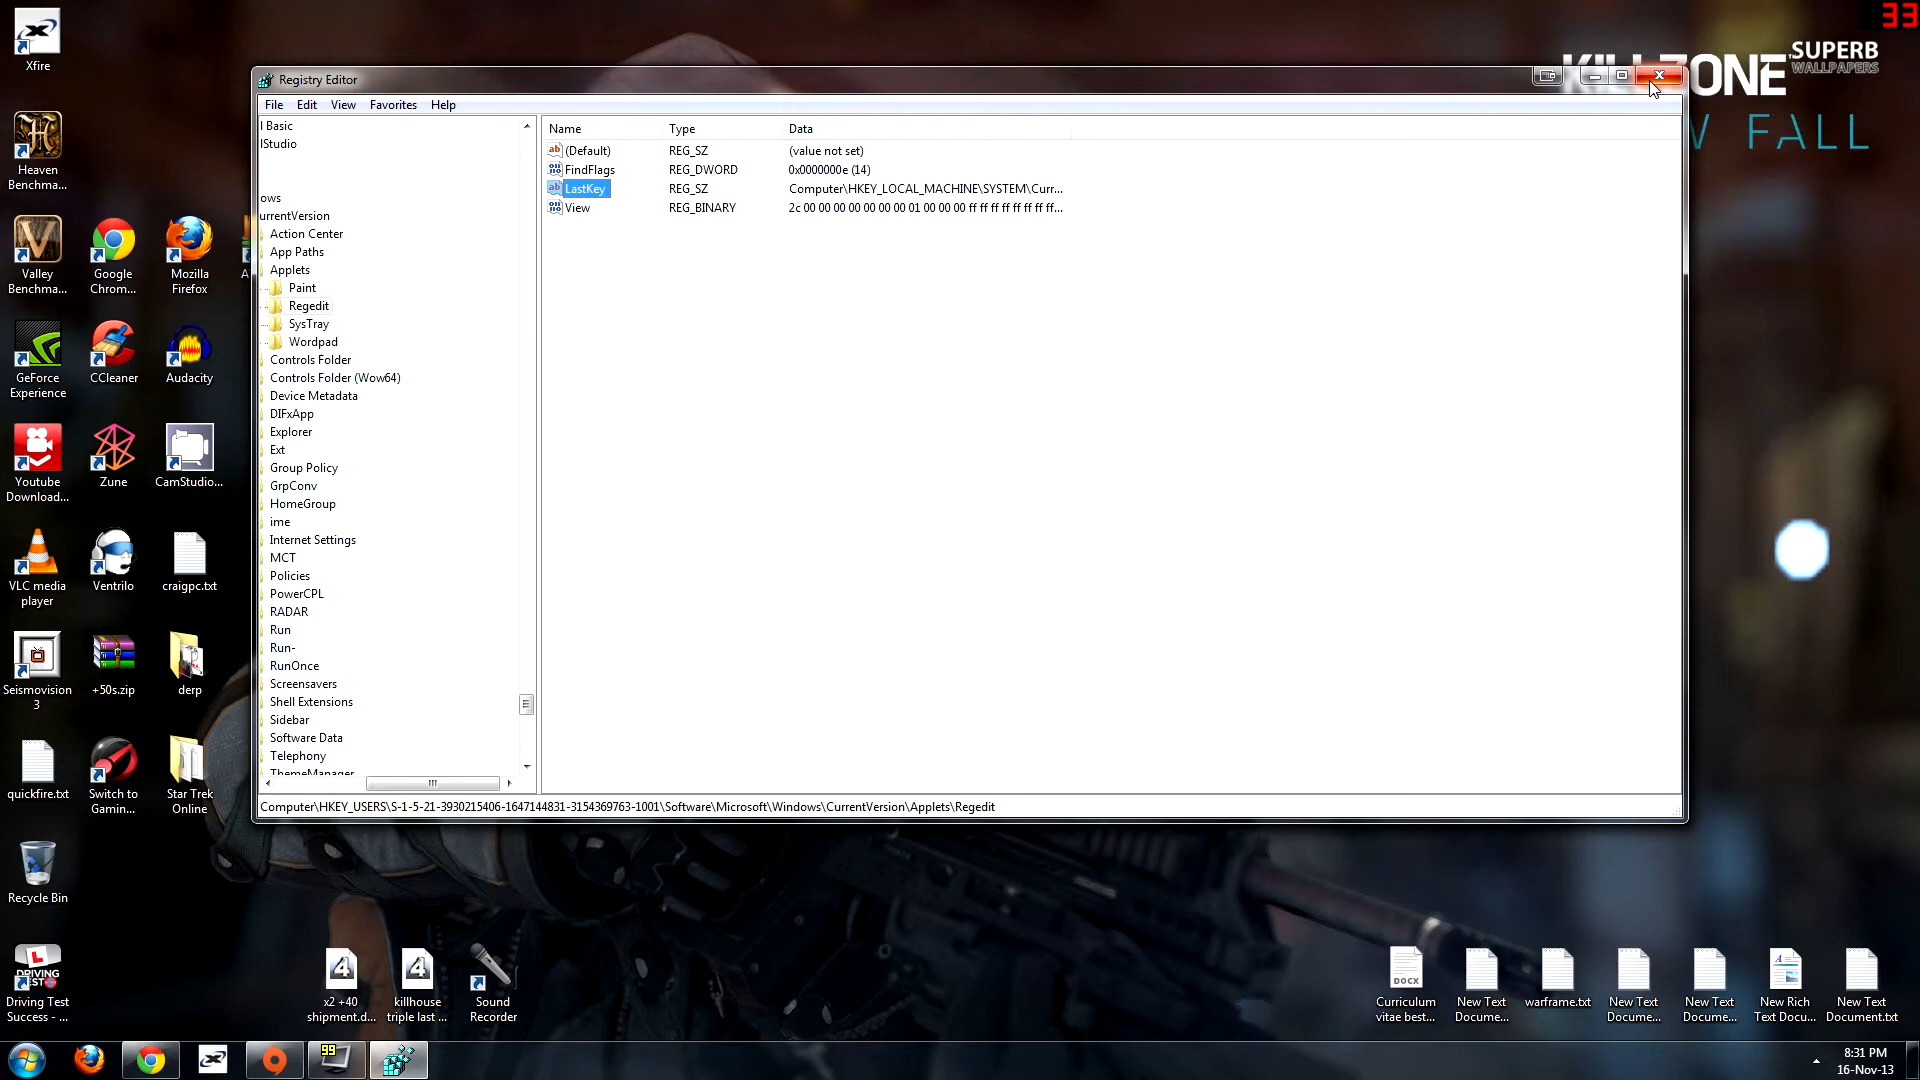 33
SUPERB
WALLPAPERS
Xfire
Heaven
Benchma...
Valley
Benchma...
Google
Chrom...
Mozilla
Firefox
GeForce
Experience
CCleaner
Audacity
Youtube
Download...
Zune
CamStudio...
VLC media
player
Ventrilo
craigpc.txt
Seismovision
3
+50s.zip
derp
quickfire.txt
Switch to
Gamin...
Star Trek
Online
Recycle Bin
DRIVING
TEST
Driving Test
Success - ...
Registry Editor
File Edit View Favorites Help
l Basic
lStudio
ows
urrentVersion
Action Center
App Paths
Applets
Paint
Regedit
SysTray
Wordpad
Controls Folder
Controls Folder (Wow64)
Device Metadata
DIFxApp
Explorer
Ext
Group Policy
GrpConv
HomeGroup
ime
Internet Settings
MCT
Policies
PowerCPL
RADAR
Run
Run-
RunOnce
Screensavers
Shell Extensions
Sidebar
Software Data
Telephony
ThemeManager
Name Type Data
(Default) REG_SZ (value not set)
FindFlags REG_DWORD 0x0000000e (14)
LastKey REG_SZ Computer\HKEY_LOCAL_MACHINE\SYSTEM\Curr...
View REG_BINARY 2c 00 00 00 00 00 00 00 01 00 00 00 ff ff ff ff ff ff ff ff...
Computer\HKEY_USERS\S-1-5-21-3930215406-1647144831-3154369763-1001\Software\Microsoft\Windows\CurrentVersion\Applets\Regedit
x2 +40
shipment.d...
killhouse
triple last ...
Sound
Recorder
DOCX
Curriculum
vitae best...
New Text
Docume...
warframe.txt
New Text
Docume...
New Text
Docume...
New Rich
Text Docu...
New Text
Document.txt
99
8:31 PM
16-Nov-13